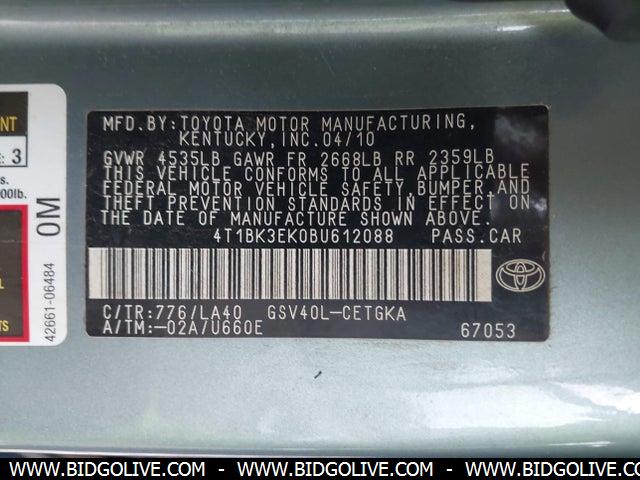 MFD.BY:TOYOTA MOTOR MANUFACTURING,
KENTUCKY,INC.04/10
GVWR 4535LB GAWR FR 2668LB RR 2359LB
THIS VEHICLE CONFORMS TO ALL APPLICABLE
FEDERAL MOTOR VEHICLE SAFETY,BUMPER,AND
THEFT PREVENTION STANDARDS IN EFFECT ON
THE DATE OF MANUFACTURE SHOWN ABOVE.
4T1BK3EK0BU612088 PASS.CAR
C/TR:776/LA40 GSV40L-CETGKA
A/TM:-02A/U660E 67053
3
00lb.
0M
42661-06484
WWW.BIDGOLIVE.COM - WWW.BIDGOLIVE.COM - WWW.BIDGOLIVE.COM